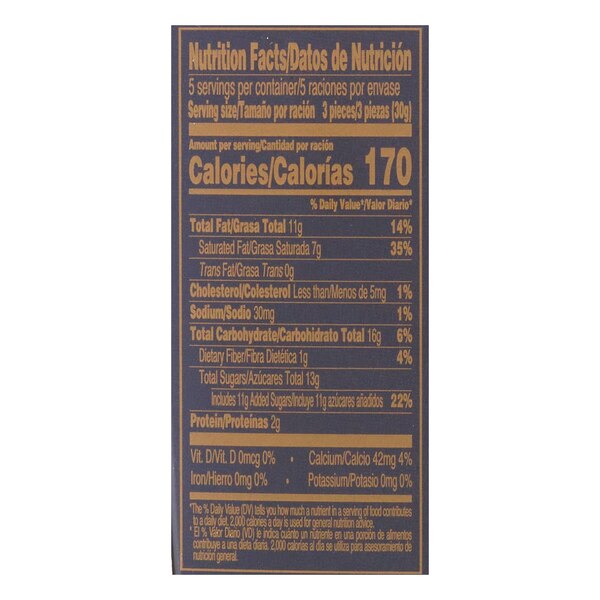 Nutrition Facts/Datos de Nutrición
5 servings per container/5 raciones por envase
Serving size/Tamaño por ración 3 pieces/3 piezas (30g)
Amount per serving/Cantidad por ración
Calories/Calorías 170
% Daily Value*/Valor Diario*
Total Fat/Grasa Total 11g 14%
Saturated Fat/Grasa Saturada 7g 35%
Trans Fat/Grasa Trans 0g
Cholesterol/Colesterol Less than/Menos de 5mg 1%
Sodium/Sodio 30mg 1%
Total Carbohydrate/Carbohidrato Total 16g 6%
Dietary Fiber/Fibra Dietética 1g 4%
Total Sugars/Azúcares Total 13g
Includes 11g Added Sugars/Incluye 11g azúcares añadidos 22%
Protein/Proteínas 2g
Vit. D/Vit. D 0mcg 0% • Calcium/Calcio 42mg 4%
Iron/Hierro 0mg 0% • Potassium/Potasio 0mg 0%
*The % Daily Value (DV) tells you how much a nutrient in a serving of food contributes
to a daily diet. 2,000 calories a day is used for general nutrition advice.
* El % Valor Diario (VD) le indica cuánto un nutriente en una porción de alimentos
contribuye a una dieta diaria. 2,000 calorías al día se utiliza para asesoramiento de
nutrición general.